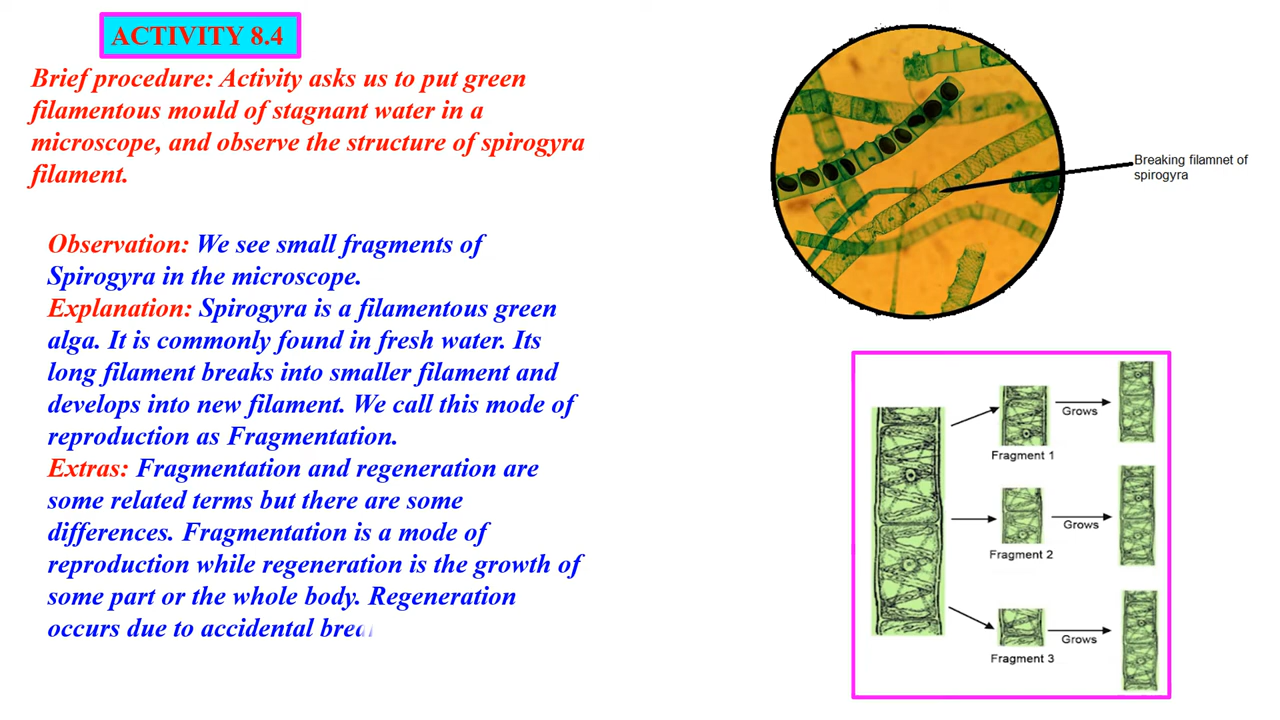 ACTIVITY 8.4
Brief procedure: Activity asks us to put green
filamentous mould of stagnant water in a
microscope, and observe the structure of spirogyra
filament.
Observation: We see small fragments of
Spirogyra in the microscope.
Explanation: Spirogyra is a filamentous green
alga. It is commonly found in fresh water. Its
long filament breaks into smaller filament and
develops into new filament. We call this mode of
reproduction as Fragmentation.
Extras: Fragmentation and regeneration are
some related terms but there are some
differences. Fragmentation is a mode of
reproduction while regeneration is the growth of
some part or the whole body. Regeneration
occurs due to accidental
Breaking filamnet of
spirogyra
Fragment 1
Grows
Fragment 2
Grows
Fragment 3
Grows